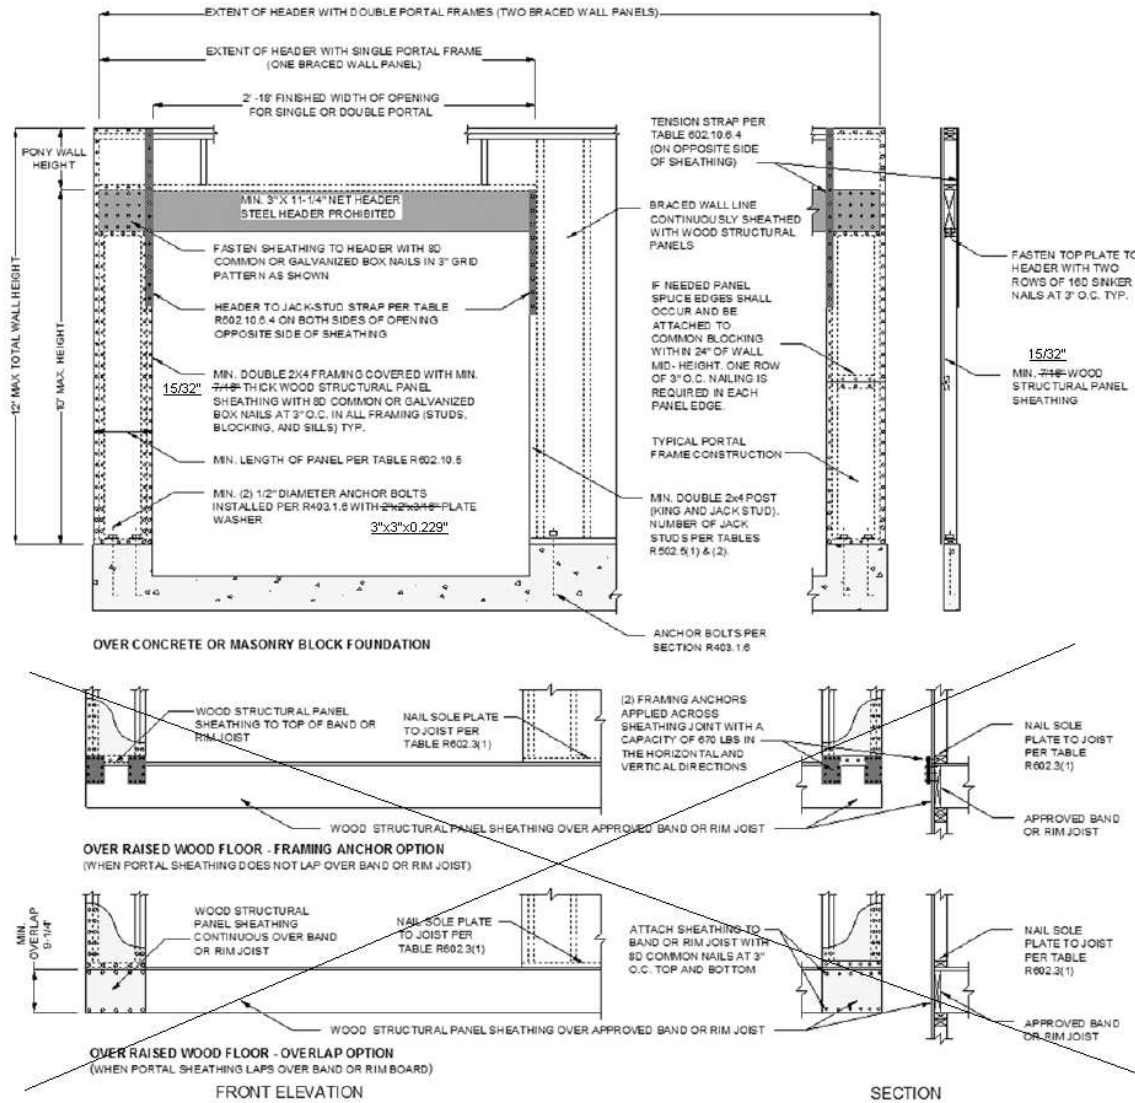 EXTENT OF HEADER WITH DOUBLE PORTAL FRAMES (TWO BRACED WALL PANELS)
EXTENT OF HEADER WITH SINGLE PORTAL FRAME
(ONE BRACED WALL PANEL)
2' -18' FINISHED WIDTH OF OPENING
FOR SINGLE OR DOUBLE PORTAL
PONY WALL
HEIGHT
12' MAX TOTAL WALL HEIGHT
10' MAX. HEIGHT
MIN. 3" X 11-1/4" NET HEADER
STEEL HEADER PROHIBITED
FASTEN SHEATHING TO HEADER WITH 8D
COMMON OR GALVANIZED BOX NAILS IN 3" GRID
PATTERN AS SHOWN
HEADER TO JACK-STUD STRAP PER TABLE
R602.10.6.4 ON BOTH SIDES OF OPENING
OPPOSITE SIDE OF SHEATHING
MIN. DOUBLE 2X4 FRAMING COVERED WITH MIN.
15/32" 7/16" THICK WOOD STRUCTURAL PANEL
SHEATHING WITH 8D COMMON OR GALVANIZED
BOX NAILS AT 3" O.C. IN ALL FRAMING (STUDS,
BLOCKING, AND SILLS) TYP.
MIN. LENGTH OF PANEL PER TABLE R602.10.5
MIN. (2) 1/2" DIAMETER ANCHOR BOLTS
INSTALLED PER R403.1.6 WITH 2"x2"x3/16" PLATE
WASHER
3"x3"x0.229"
TENSION STRAP PER
TABLE 602.10.6.4
(ON OPPOSITE SIDE
OF SHEATHING)
BRACED WALL LINE
CONTINUOUSLY SHEATHED
WITH WOOD STRUCTURAL
PANELS
IF NEEDED PANEL
SPLICE EDGES SHALL
OCCUR AND BE
ATTACHED TO
COMMON BLOCKING
WITHIN 24" OF WALL
MID- HEIGHT. ONE ROW
OF 3" O.C. NAILING IS
REQUIRED IN EACH
PANEL EDGE.
TYPICAL PORTAL
FRAME CONSTRUCTION
MIN. DOUBLE 2x4 POST
(KING AND JACK STUD).
NUMBER OF JACK
STUDS PER TABLES
R502.5(1) & (2).
ANCHOR BOLTS PER
SECTION R403.1.6
FASTEN TOP PLATE TO
HEADER WITH TWO
ROWS OF 16D SINKER
NAILS AT 3" O.C. TYP.
15/32"
MIN. 7/16" WOOD
STRUCTURAL PANEL
SHEATHING
OVER CONCRETE OR MASONRY BLOCK FOUNDATION
WOOD STRUCTURAL PANEL
SHEATHING TO TOP OF BAND OR
RIM JOIST
NAIL SOLE PLATE
TO JOIST PER
TABLE R602.3(1)
(2) FRAMING ANCHORS
APPLIED ACROSS
SHEATHING JOINT WITH A
CAPACITY OF 670 LBS IN
THE HORIZONTAL AND
VERTICAL DIRECTIONS
NAIL SOLE
PLATE TO JOIST
PER TABLE
R602.3(1)
WOOD STRUCTURAL PANEL SHEATHING OVER APPROVED BAND OR RIM JOIST
APPROVED BAND
OR RIM JOIST
OVER RAISED WOOD FLOOR - FRAMING ANCHOR OPTION
(WHEN PORTAL SHEATHING DOES NOT LAP OVER BAND OR RIM JOIST)
MIN.
OVERLAP
9-1/4"
WOOD STRUCTURAL
PANEL SHEATHING
CONTINUOUS OVER BAND
OR RIM JOIST
NAIL SOLE PLATE
TO JOIST PER
TABLE R602.3(1)
ATTACH SHEATHING TO
BAND OR RIM JOIST WITH
8D COMMON NAILS AT 3"
O.C. TOP AND BOTTOM
NAIL SOLE
PLATE TO JOIST
PER TABLE
R602.3(1)
WOOD STRUCTURAL PANEL SHEATHING OVER APPROVED BAND OR RIM JOIST
APPROVED BAND
OR RIM JOIST
OVER RAISED WOOD FLOOR - OVERLAP OPTION
(WHEN PORTAL SHEATHING LAPS OVER BAND OR RIM BOARD)
FRONT ELEVATION
SECTION